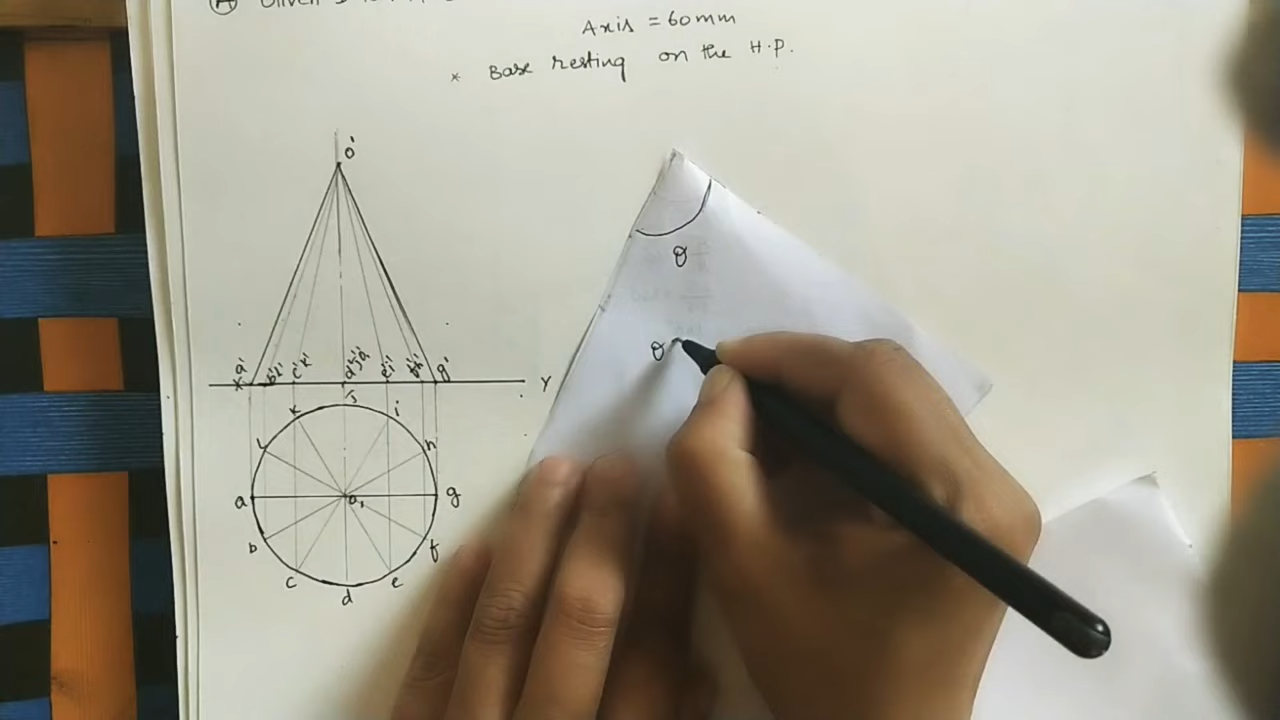 Axis = 60mm
* Base resting on the H.P.
o'
θ
θ
a'
c' k'
g'
Y
X
k
j
i
l
h
a
o₁
g
b
f
c
e
d